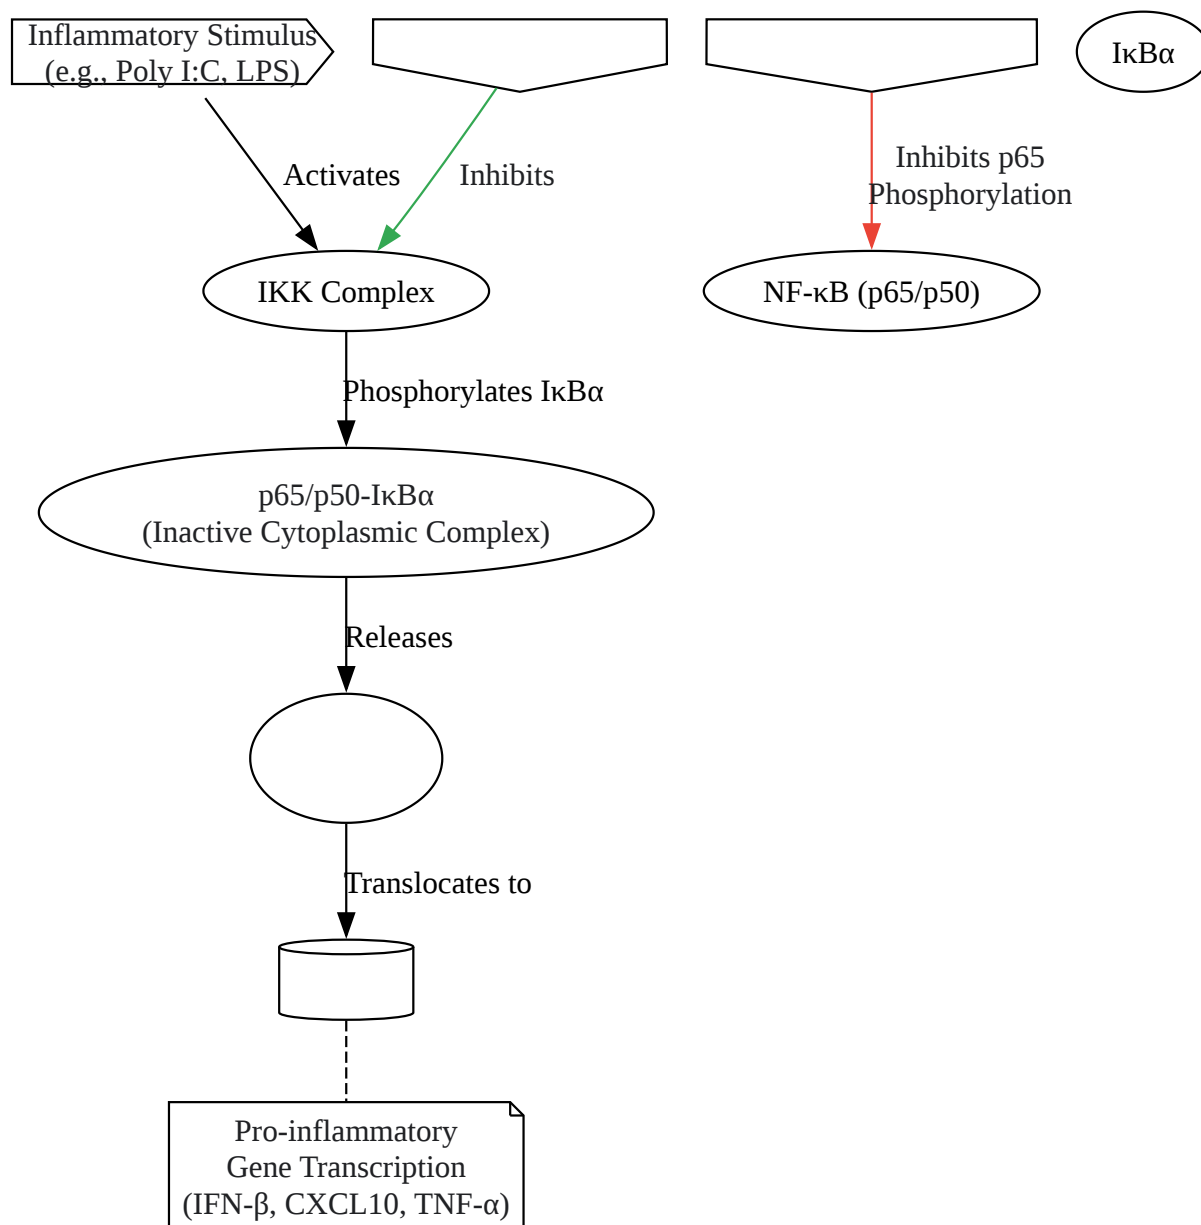 Inflammatory Stimulus
(e.g., Poly I:C, LPS)
IκBα
Activates
Inhibits
Inhibits p65
Phosphorylation
IKK Complex
NF-κB (p65/p50)
Phosphorylates IκBα
p65/p50-IκBα
(Inactive Cytoplasmic Complex)
Releases
Translocates to
Pro-inflammatory
Gene Transcription
(IFN-β, CXCL10, TNF-α)